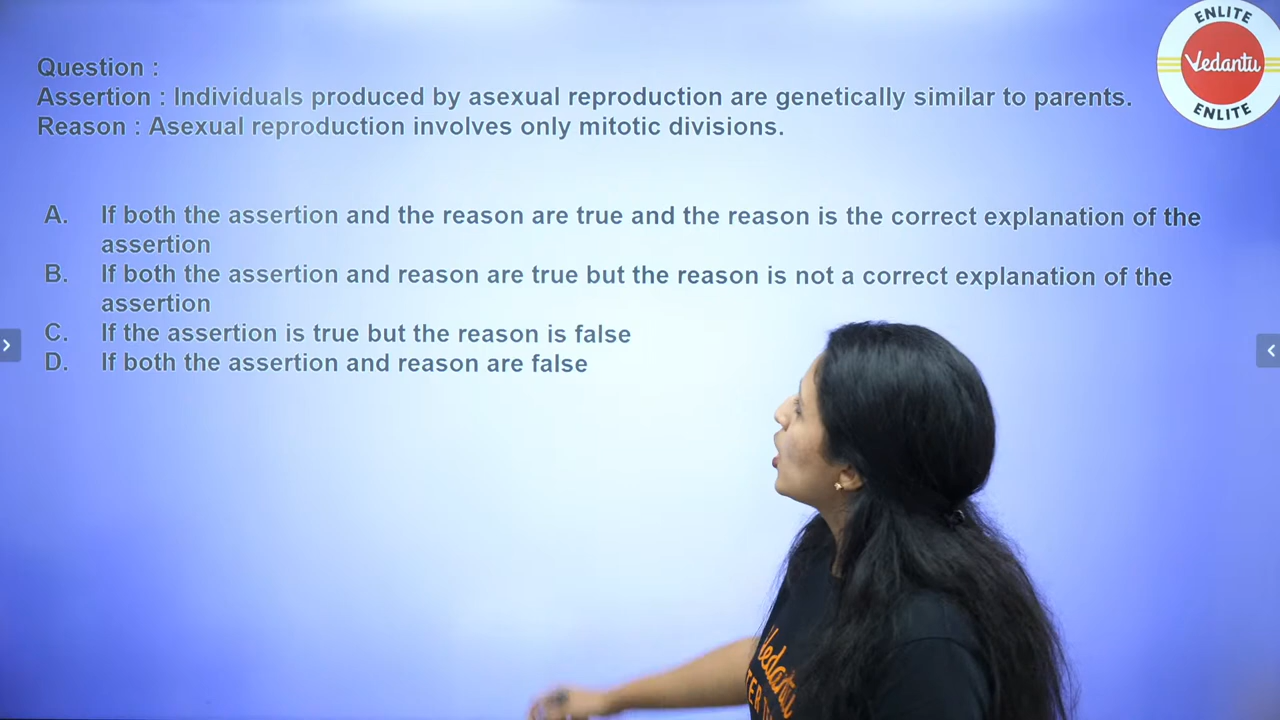 ENLITE
Vedantu
ENLITE
Question :
Assertion : Individuals produced by asexual reproduction are genetically similar to parents.
Reason : Asexual reproduction involves only mitotic divisions.
A. If both the assertion and the reason are true and the reason is the correct explanation of the
assertion
B. If both the assertion and reason are true but the reason is not a correct explanation of the
assertion
C. If the assertion is true but the reason is false
D. If both the assertion and reason are false
Vedantu